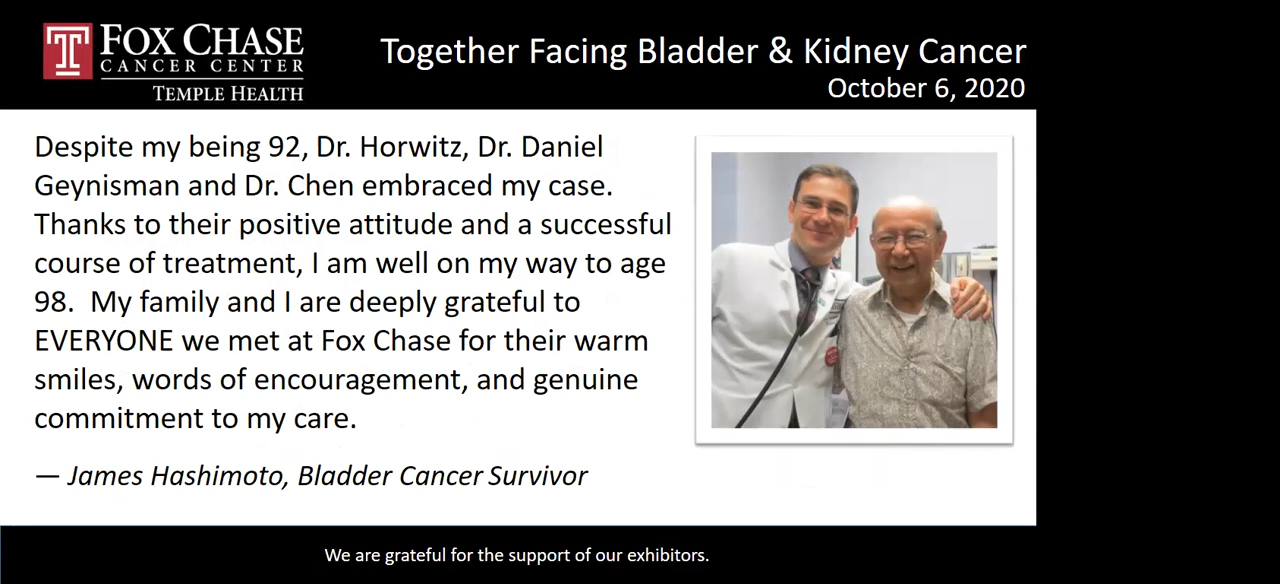 FOX CHASE
CANCER CENTER
TEMPLE HEALTH
Together Facing Bladder & Kidney Cancer
October 6, 2020
Despite my being 92, Dr. Horwitz, Dr. Daniel
Geynisman and Dr. Chen embraced my case.
Thanks to their positive attitude and a successful
course of treatment, I am well on my way to age
98.  My family and I are deeply grateful to
EVERYONE we met at Fox Chase for their warm
smiles, words of encouragement, and genuine
commitment to my care.
— James Hashimoto, Bladder Cancer Survivor
We are grateful for the support of our exhibitors.